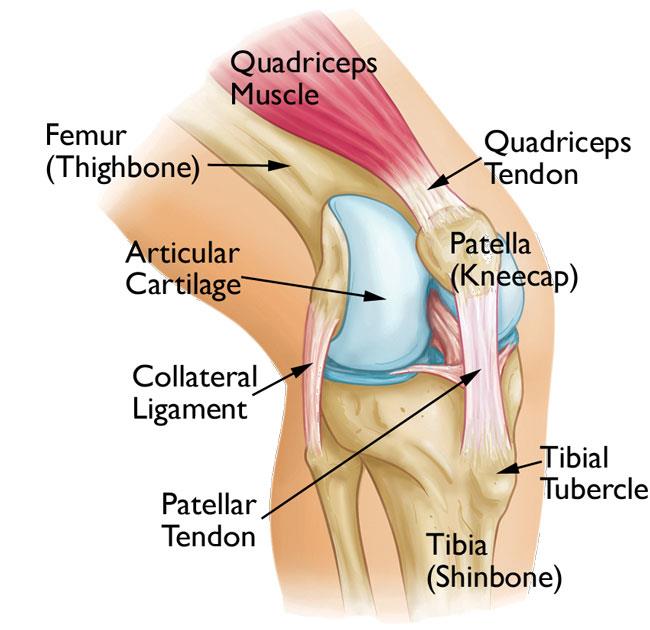 Quadriceps
Muscle
Femur
(Thighbone)
Quadriceps
Tendon
Articular
Cartilage
Patella
(Kneecap)
Collateral
Ligament
Patellar
Tendon
Tibial
Tubercle
Tibia
(Shinbone)